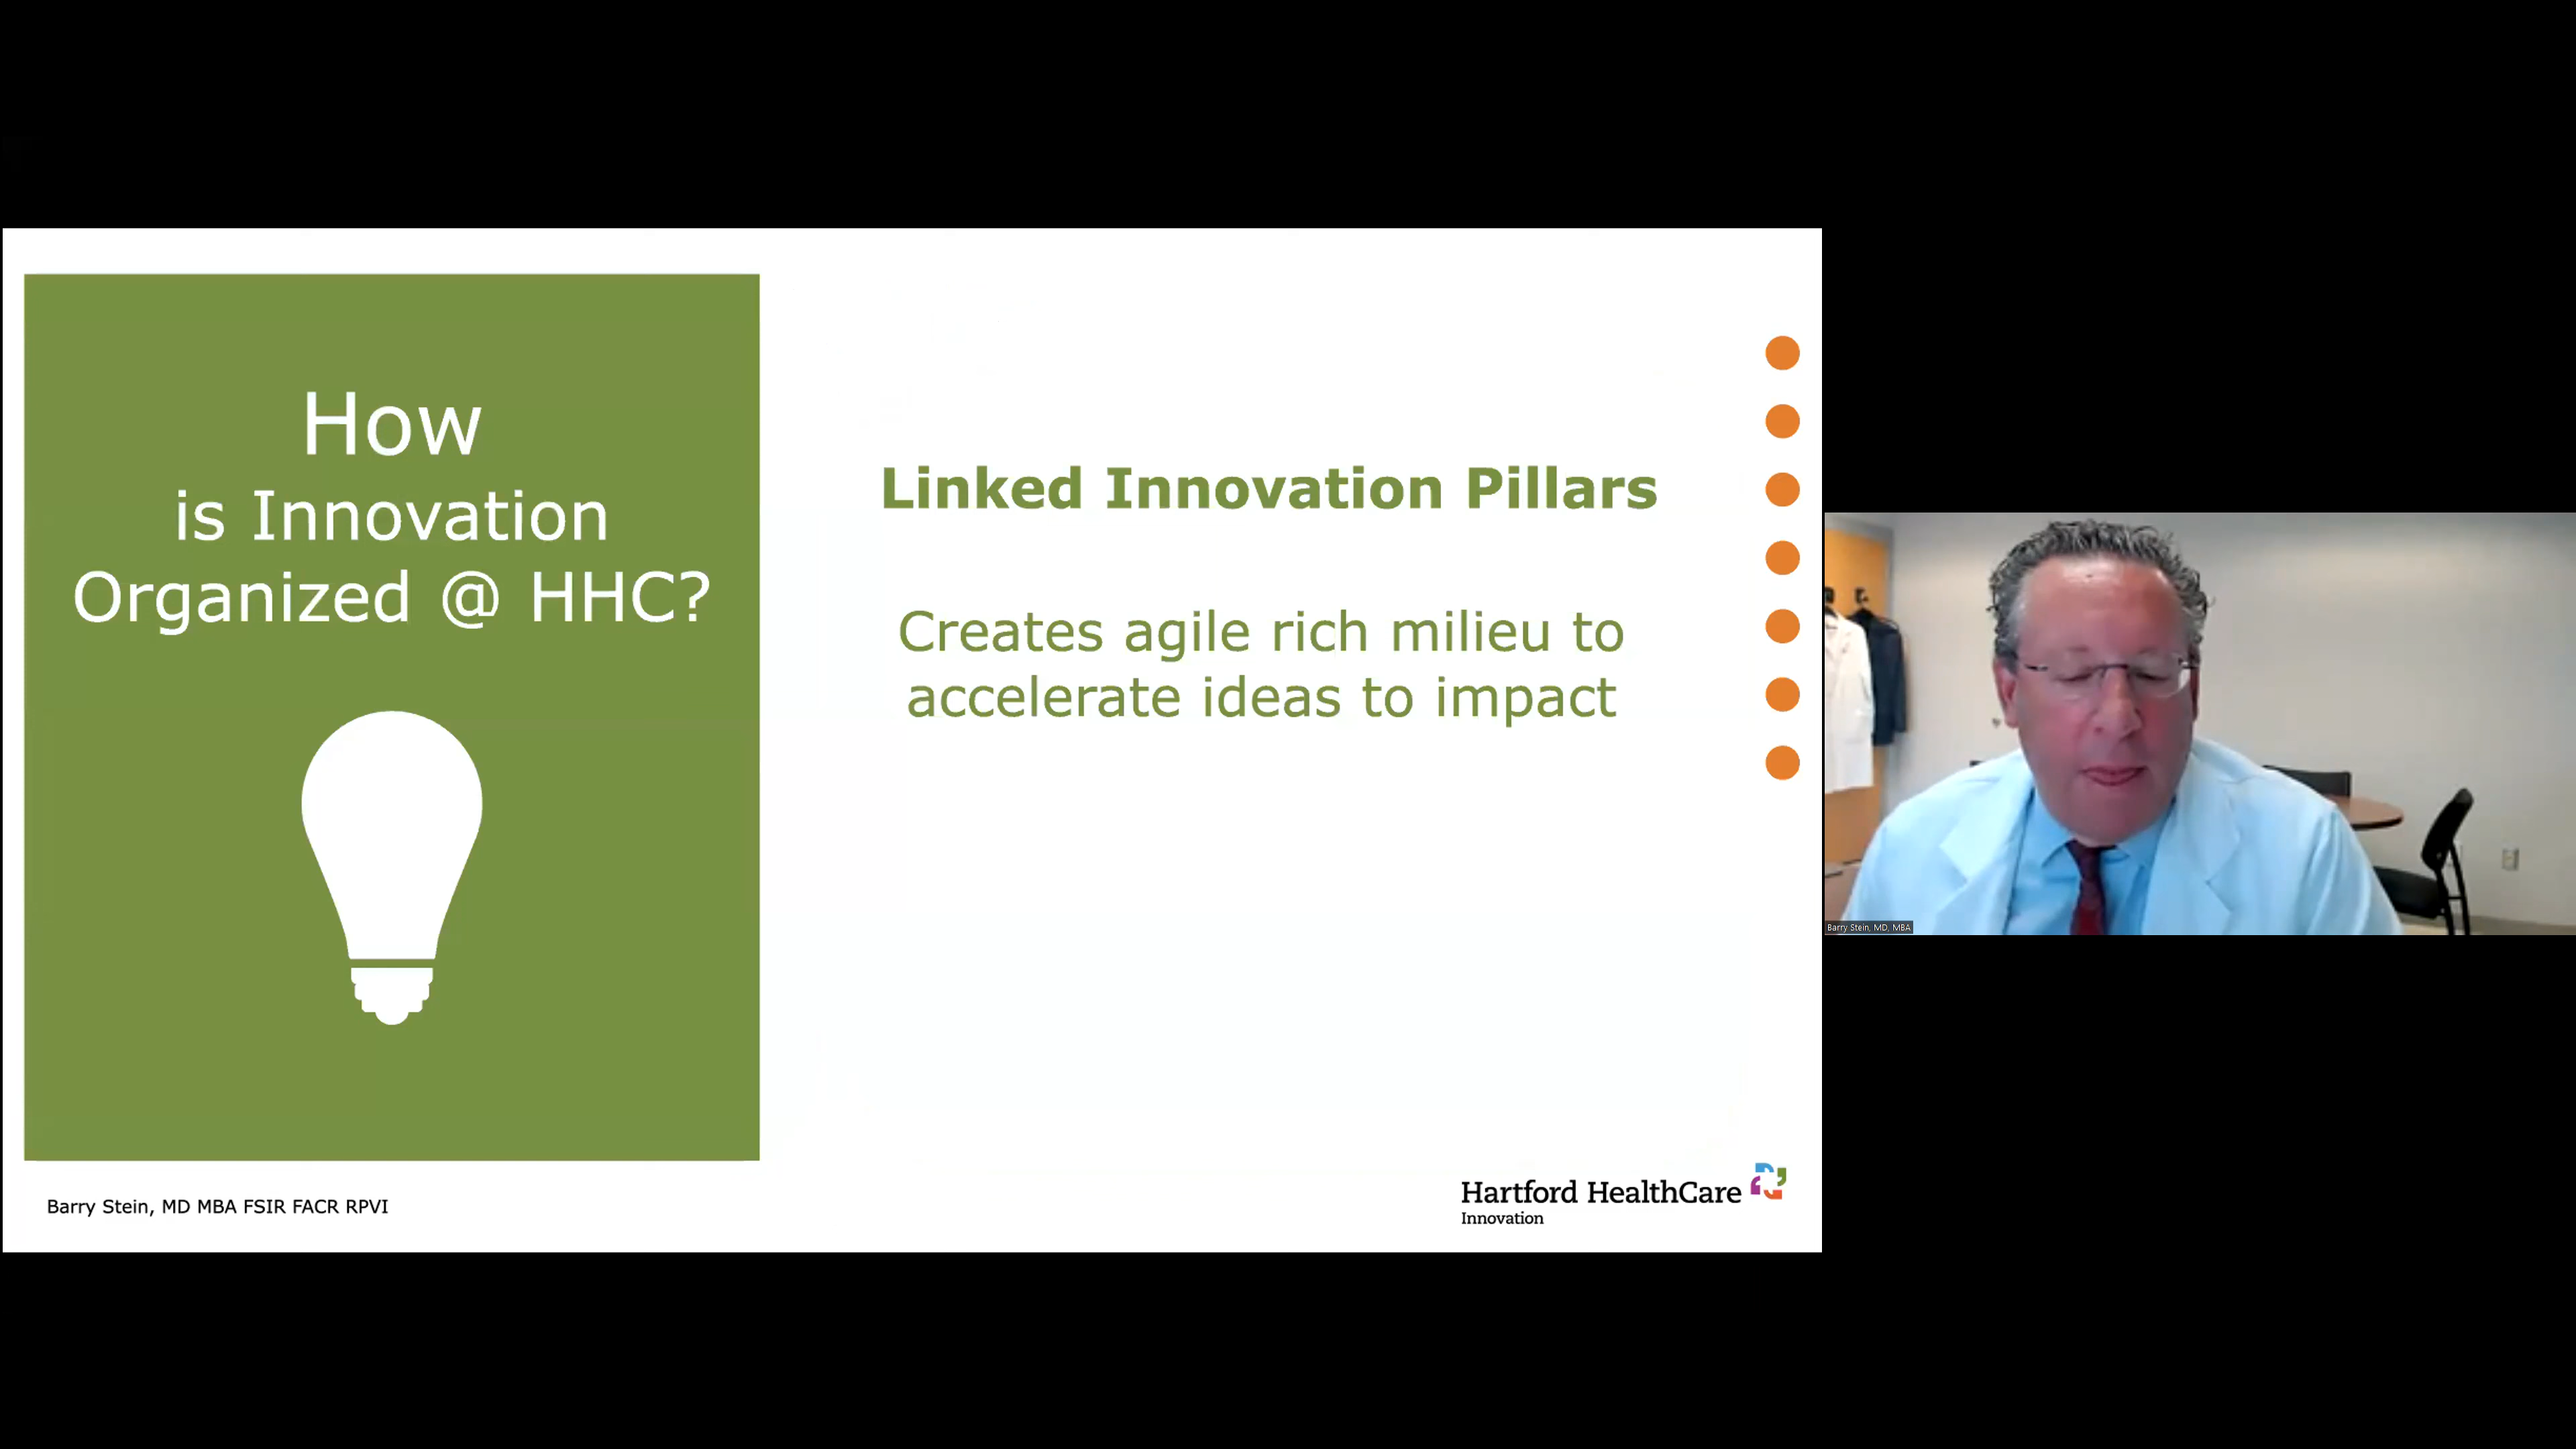 How
is Innovation
Organized @ HHC?
Linked Innovation Pillars
Creates agile rich milieu to
accelerate ideas to impact
Barry Stein, MD MBA FSIR FACR RPVI
Hartford HealthCare
Innovation
Barry Stein, MD, MBA